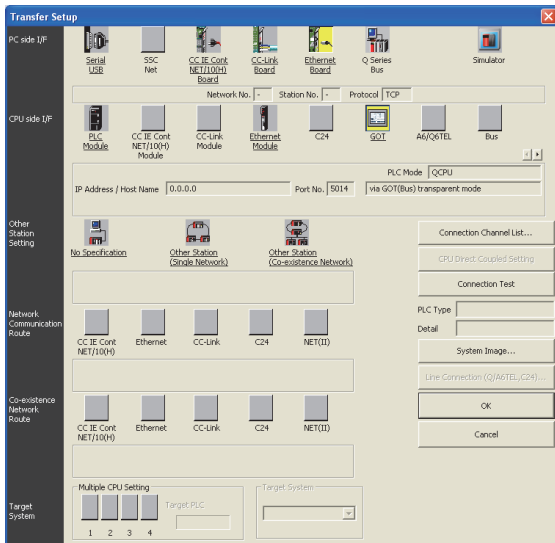 Transfer Setup
PC side I/F
Serial USB
SSC Net
CC IE Cont NET/10(H) Board
CC-Link Board
Ethernet Board
Q Series Bus
Simulator
Network No. - Station No. - Protocol TCP
CPU side I/F
PLC Module
CC IE Cont NET/10(H) Module
CC-Link Module
Ethernet Module
C24
GOT
A6/Q6TEL
Bus
PLC Mode QCPU
IP Address / Host Name 0.0.0.0 Port No. 5014 via GOT(Bus) transparent mode
Other Station Setting
No Specification
Other Station (Single Network)
Other Station (Co-existence Network)
Connection Channel List...
CPU Direct Coupled Setting
Connection Test
PLC Type
Detail
System Image...
Line Connection (Q/A6TEL,C24)...
OK
Cancel
Network Communication Route
CC IE Cont NET/10(H)
Ethernet
CC-Link
C24
NET(II)
Co-existence Network Route
CC IE Cont NET/10(H)
Ethernet
CC-Link
C24
NET(II)
Target System
Multiple CPU Setting
1 2 3 4
Target PLC
Target System